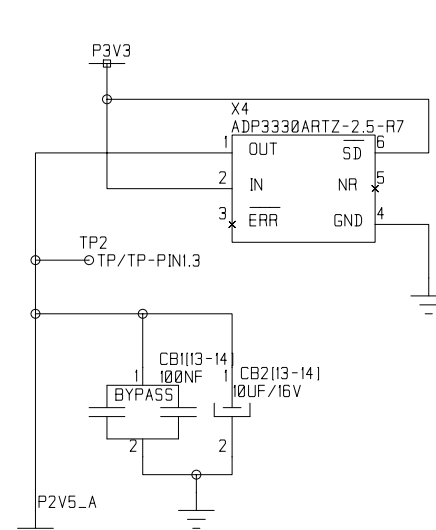 P3V3
X4
ADP3330ARTZ-2.5-R7
1 OUT SD 6
2 IN NR 5
3 ERR GND 4
TP2
TP/TP-PIN1.3
CB1[13-14]
1 100NF
BYPASS
2
CB2[13-14]
1 10UF/16V
2
P2V5_A